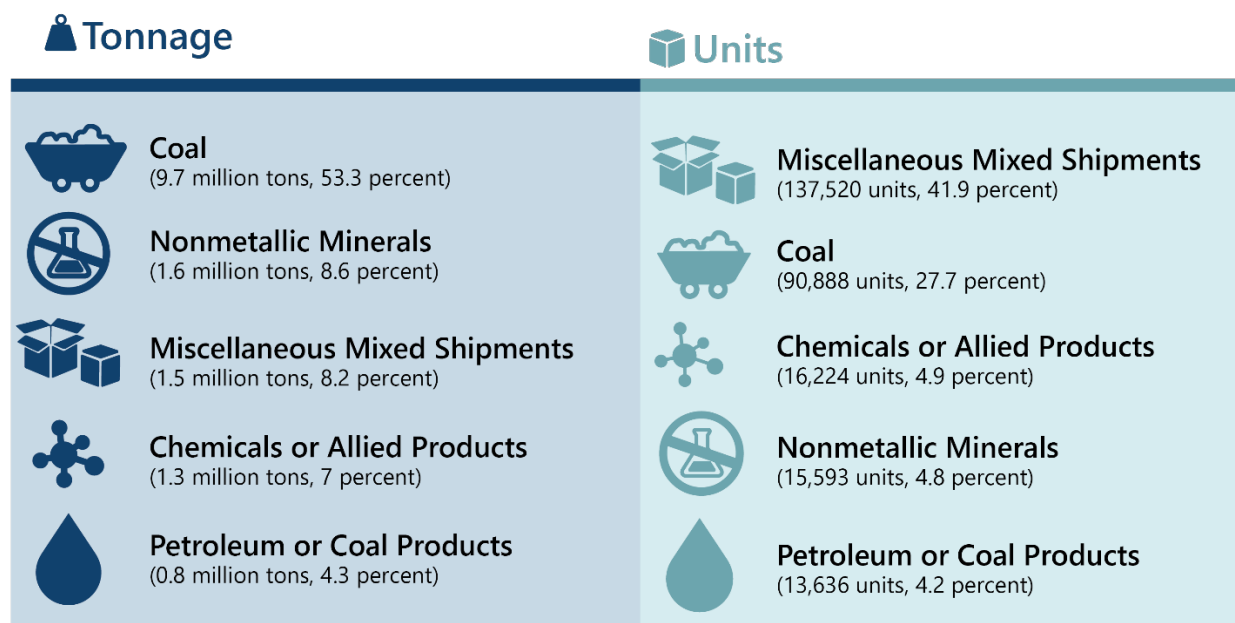 Tonnage
Coal
(9.7 million tons, 53.3 percent)
Nonmetallic Minerals
(1.6 million tons, 8.6 percent)
Miscellaneous Mixed Shipments
(1.5 million tons, 8.2 percent)
Chemicals or Allied Products
(1.3 million tons, 7 percent)
Petroleum or Coal Products
(0.8 million tons, 4.3 percent)
Units
Miscellaneous Mixed Shipments
(137,520 units, 41.9 percent)
Coal
(90,888 units, 27.7 percent)
Chemicals or Allied Products
(16,224 units, 4.9 percent)
Nonmetallic Minerals
(15,593 units, 4.8 percent)
Petroleum or Coal Products
(13,636 units, 4.2 percent)